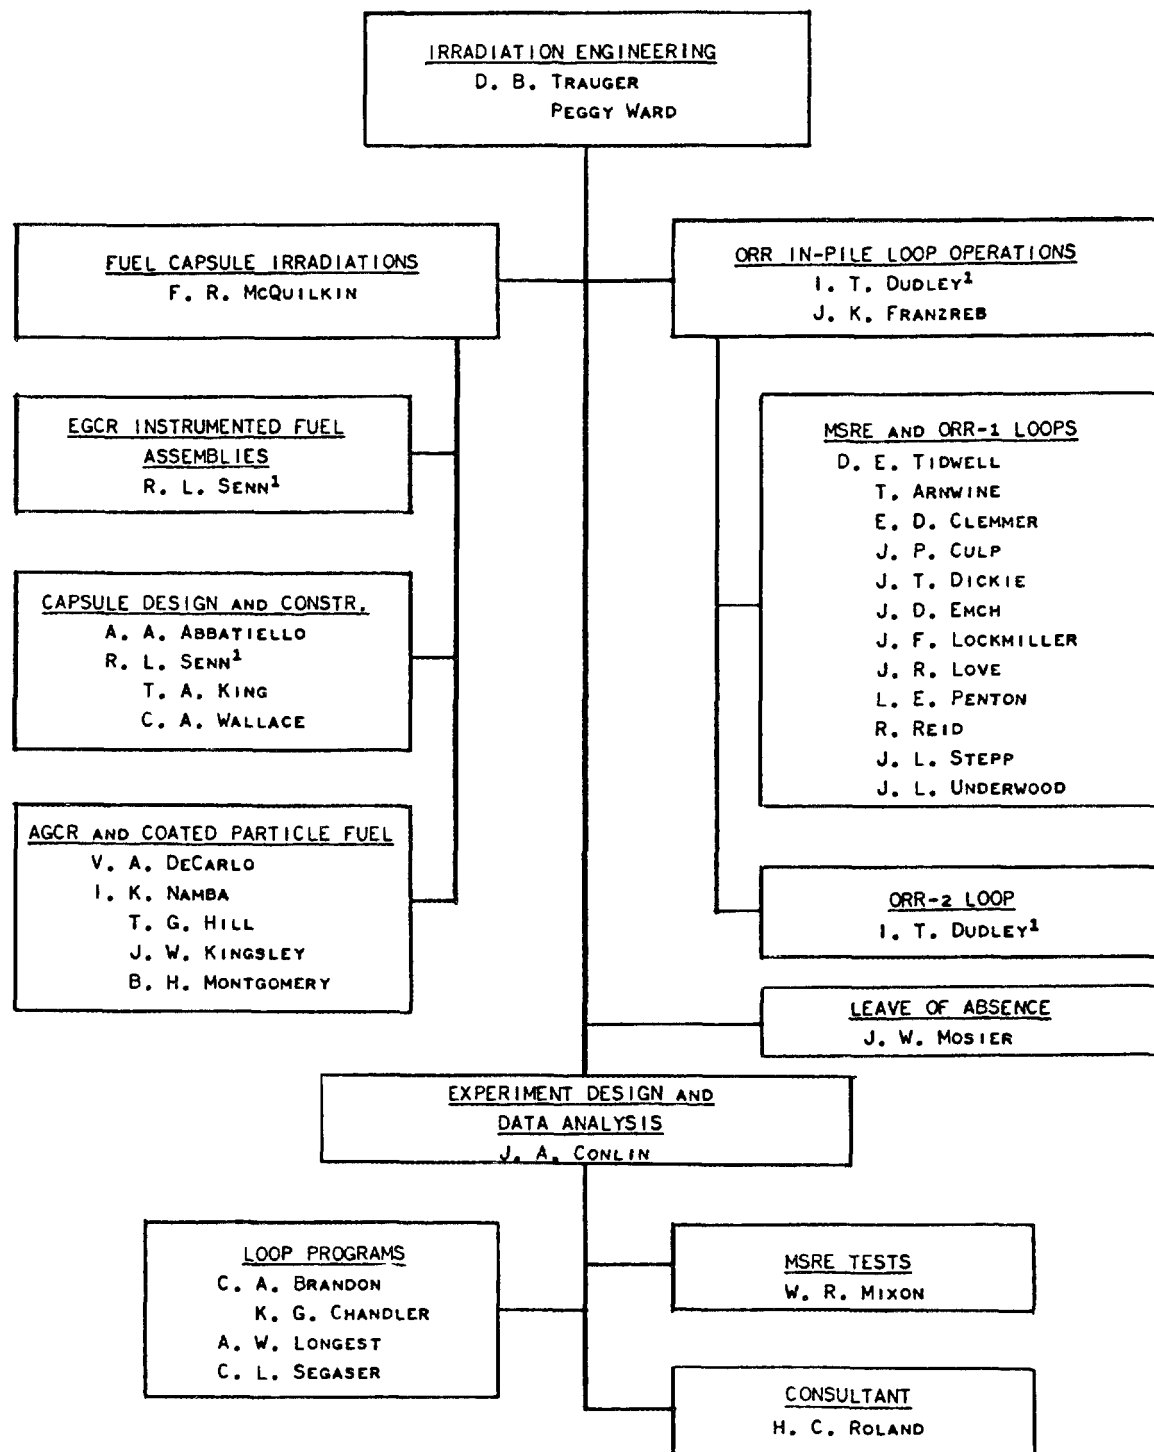 IRRADIATION ENGINEERING
D. B. TRAUGER
PEGGY WARD
FUEL CAPSULE IRRADIATIONS
F. R. MCQUILKIN
ORR IN-PILE LOOP OPERATIONS
I. T. DUDLEY¹
J. K. FRANZREB
EGCR INSTRUMENTED FUEL
ASSEMBLIES
R. L. SENN¹
CAPSULE DESIGN AND CONSTR.
A. A. ABBATIELLO
R. L. SENN¹
T. A. KING
C. A. WALLACE
AGCR AND COATED PARTICLE FUEL
V. A. DECARLO
I. K. NAMBA
T. G. HILL
J. W. KINGSLEY
B. H. MONTGOMERY
MSRE AND ORR-1 LOOPS
D. E. TIDWELL
T. ARNWINE
E. D. CLEMMER
J. P. CULP
J. T. DICKIE
J. D. EMCH
J. F. LOCKMILLER
J. R. LOVE
L. E. PENTON
R. REID
J. L. STEPP
J. L. UNDERWOOD
ORR-2 LOOP
I. T. DUDLEY¹
LEAVE OF ABSENCE
J. W. MOSIER
EXPERIMENT DESIGN AND
DATA ANALYSIS
J. A. CONLIN
LOOP PROGRAMS
C. A. BRANDON
K. G. CHANDLER
A. W. LONGEST
C. L. SEGASER
MSRE TESTS
W. R. MIXON
CONSULTANT
H. C. ROLAND